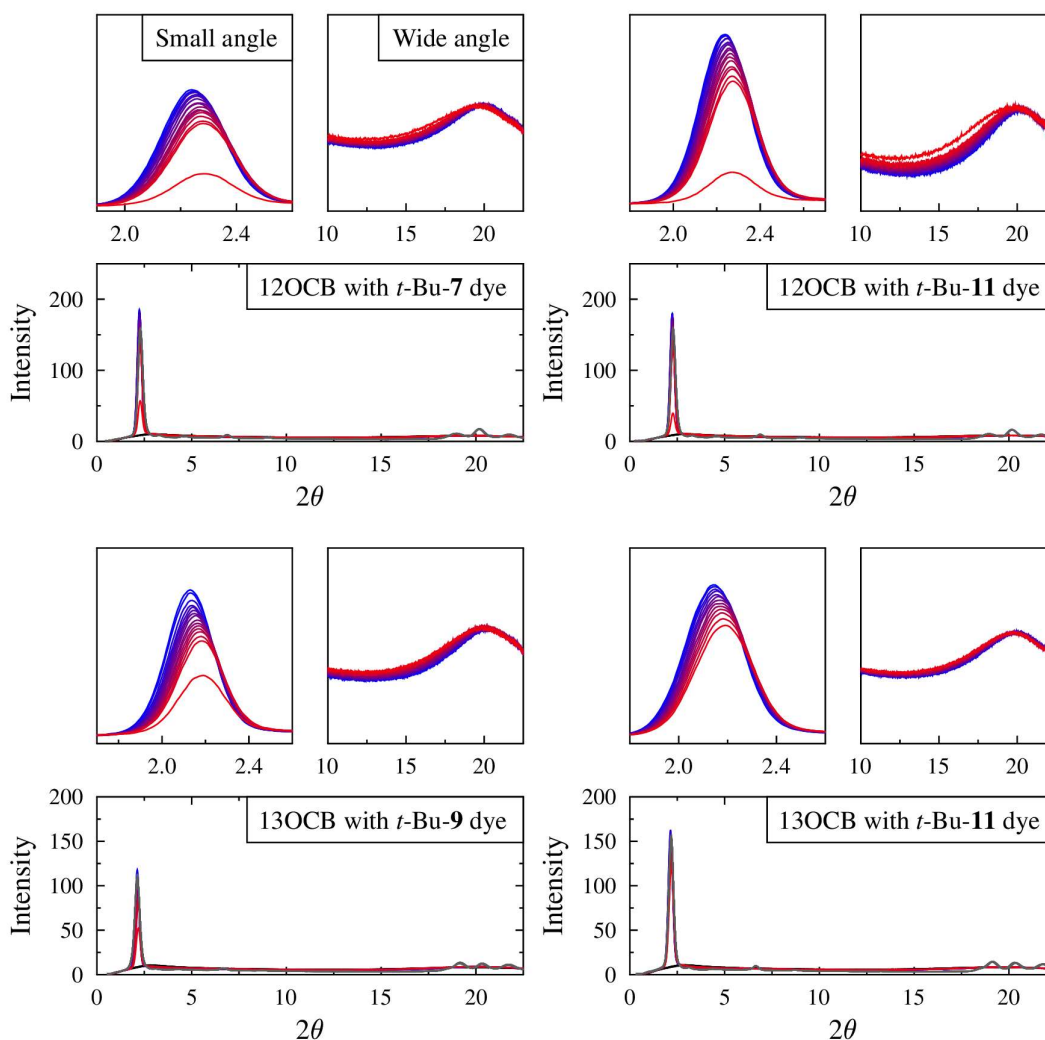 Small angle
Wide angle
2.0 2.4 10 15 20
2.0 2.4 10 15 20
200
100
0
Intensity
12OCB with t-Bu-7 dye
0 5 10 15 20
2θ
200
100
0
Intensity
12OCB with t-Bu-11 dye
0 5 10 15 20
2θ
2.0 2.4 10 15 20
2.0 2.4 10 15 20
200
150
100
50
0
Intensity
13OCB with t-Bu-9 dye
0 5 10 15 20
2θ
200
150
100
50
0
Intensity
13OCB with t-Bu-11 dye
0 5 10 15 20
2θ